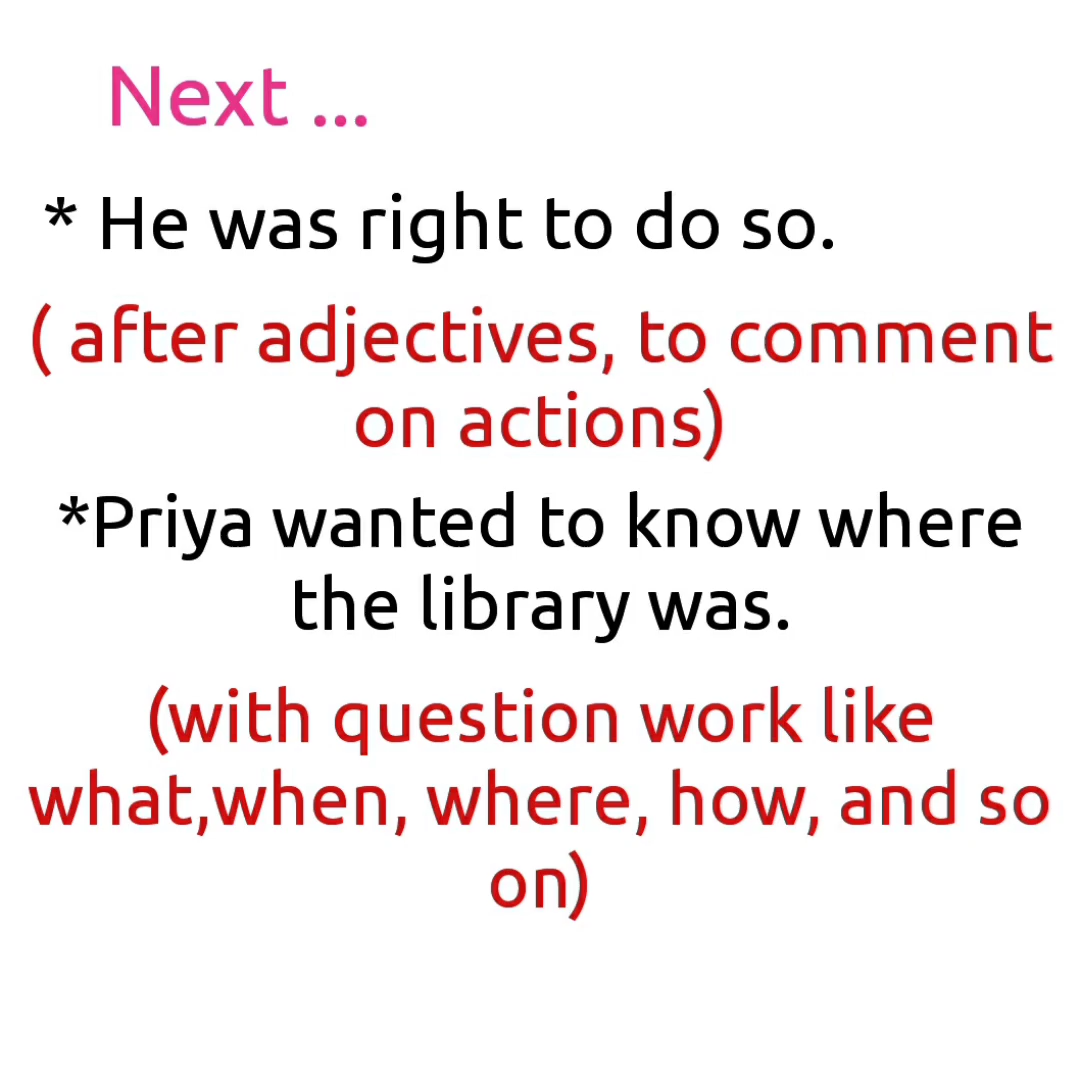 Next ...
* He was right to do so.
( after adjectives, to comment
on actions)
*Priya wanted to know where
the library was.
(with question work like
what,when, where, how, and so
on)